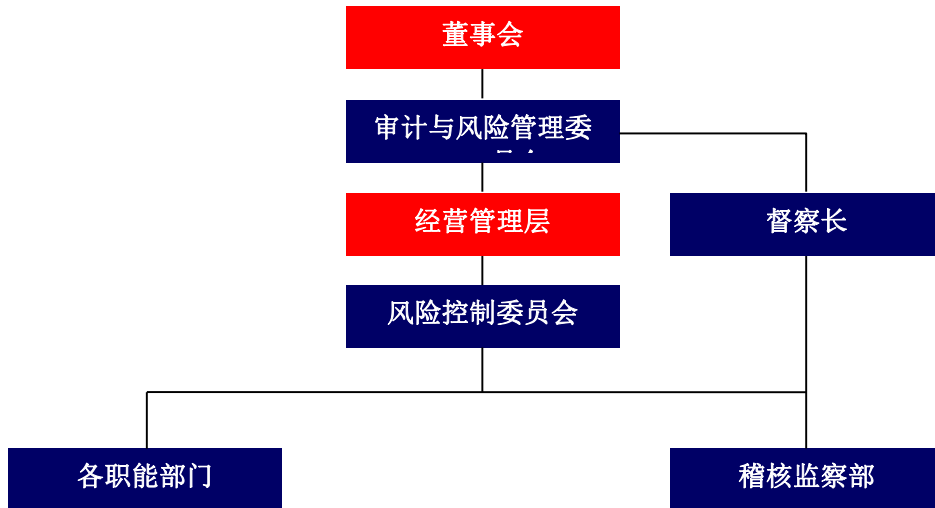 董事会
审计与风险管理委
经营管理层
督察长
风险控制委员会
各职能部门
稽核监察部